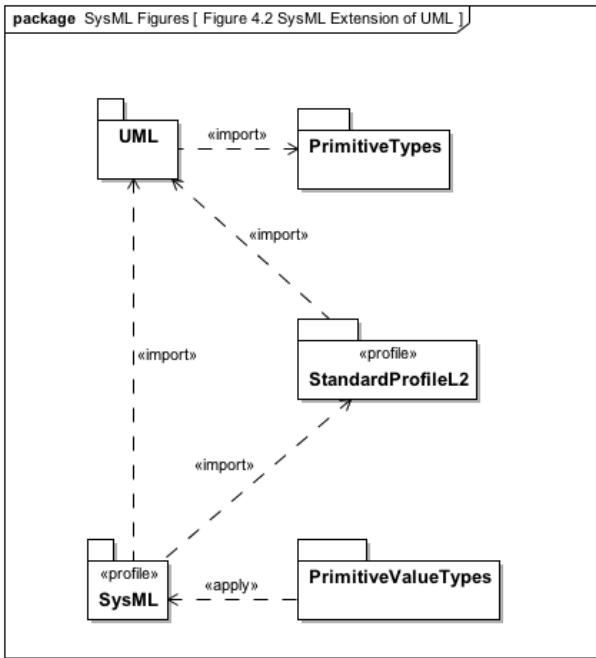 package SysML Figures [ Figure 4.2 SysML Extension of UML ]
UML
«import»
PrimitiveTypes
«import»
«profile»
StandardProfileL2
«import»
«import»
«profile»
SysML
«apply»
PrimitiveValueTypes